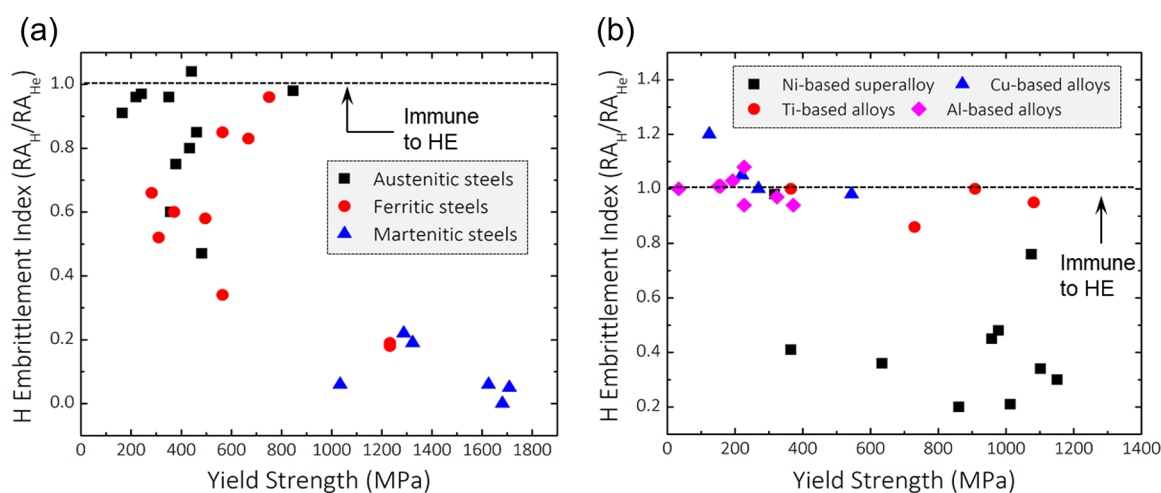 (a)
H Embrittlement Index (RA_H/RA_He)
1.0
0.8
0.6
0.4
0.2
0.0
Immune
to HE
Austenitic steels
Ferritic steels
Martenitic steels
0 200 400 600 800 1000 1200 1400 1600 1800
Yield Strength (MPa)
(b)
H Embrittlement Index (RA_H/RA_He)
1.4
1.2
1.0
0.8
0.6
0.4
0.2
Ni-based superalloy Cu-based alloys
Ti-based alloys Al-based alloys
Immune
to HE
0 200 400 600 800 1000 1200 1400
Yield Strength (MPa)